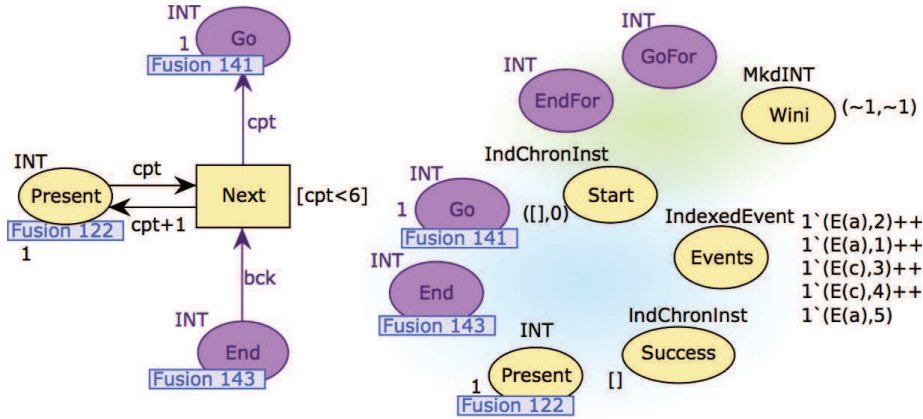 INT
1
Go
Fusion 141
cpt
INT
Present
Fusion 122
1
cpt
cpt+1
Next
[cpt<6]
bck
INT
End
Fusion 143
INT
GoFor
INT
EndFor
MkdINT
Wini
(~1,~1)
IndChronInst
Start
([],0)
INT
1
Go
Fusion 141
IndexedEvent
Events
1`(E(a),2)++
1`(E(a),1)++
1`(E(c),3)++
1`(E(c),4)++
1`(E(a),5)
INT
End
Fusion 143
IndChronInst
Success
[]
INT
1
Present
Fusion 122